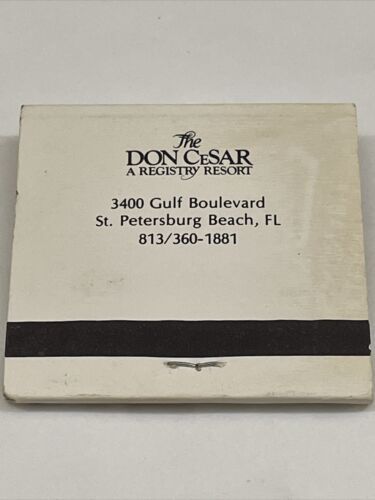 The
DON CeSAR
A REGISTRY RESORT
3400 Gulf Boulevard
St. Petersburg Beach, FL
813/360-1881